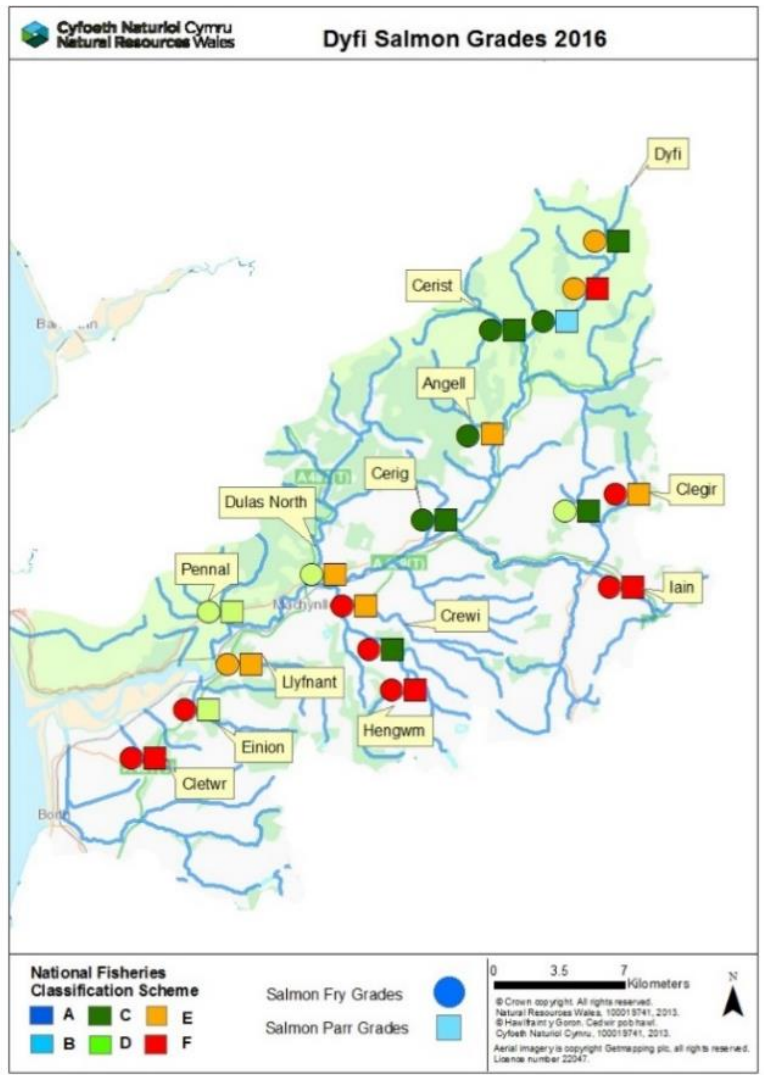 Cyfoeth Naturiol Cymru
Natural Resources Wales
Dyfi Salmon Grades 2016
Dyfi
Cerist
Angell
Cerig
Clegir
Dulas North
Pennal
Iain
Crewi
Llyfnant
Hengwm
Einion
Cletwr
National Fisheries
Classification Scheme
A C E
B D F
Salmon Fry Grades
Salmon Parr Grades
0 3.5 7
Kilometers
N
© Crown copyright. All rights reserved.
Natural Resources Wales, 100019741, 2013.
© Hawlfraint y Goron. Cedwir pob hawl.
Cyfoeth Naturiol Cymru, 100019741, 2013.
Aerial imagery is copyright Getmapping plc, all rights reserved.
Licence number 22047.